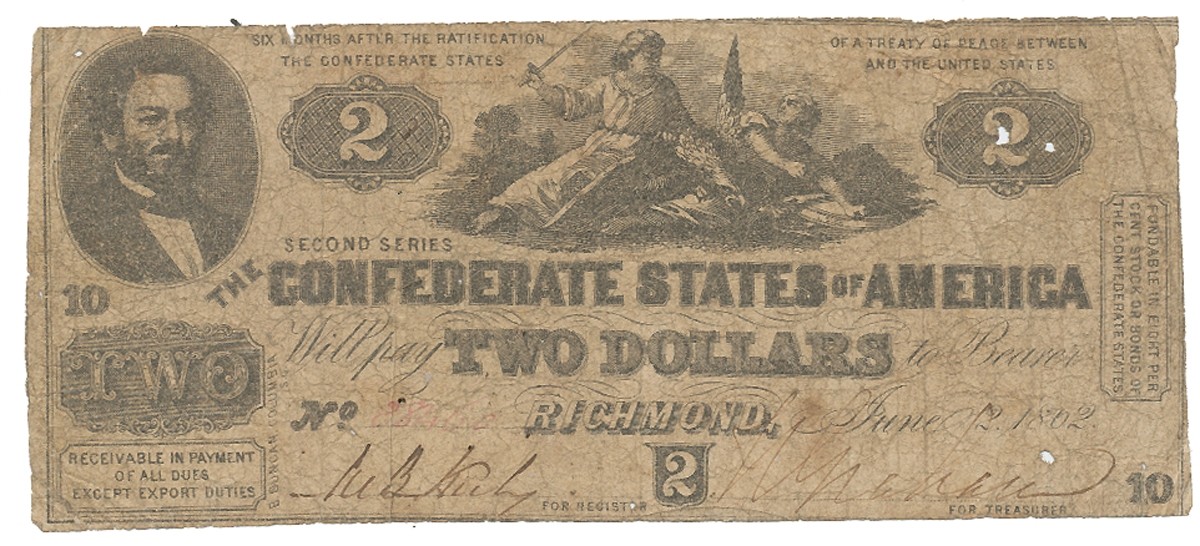 SIX MONTHS AFTER THE RATIFICATION
THE CONFEDERATE STATES
OF A TREATY OF PEACE BETWEEN
AND THE UNITED STATES
2
2
SECOND SERIES
THE CONFEDERATE STATES OF AMERICA
10
Will pay TWO DOLLARS to Bearer
TWO
No
RICHMOND, June 2. 1862.
RECEIVABLE IN PAYMENT
OF ALL DUES
EXCEPT EXPORT DUTIES
B DUNCAN COLUMBIA
2
FOR REGISTER
FOR TREASURER
10
FUNDABLE IN EIGHT PER
CENT STOCK OR BONDS OF
THE CONFEDERATE STATES